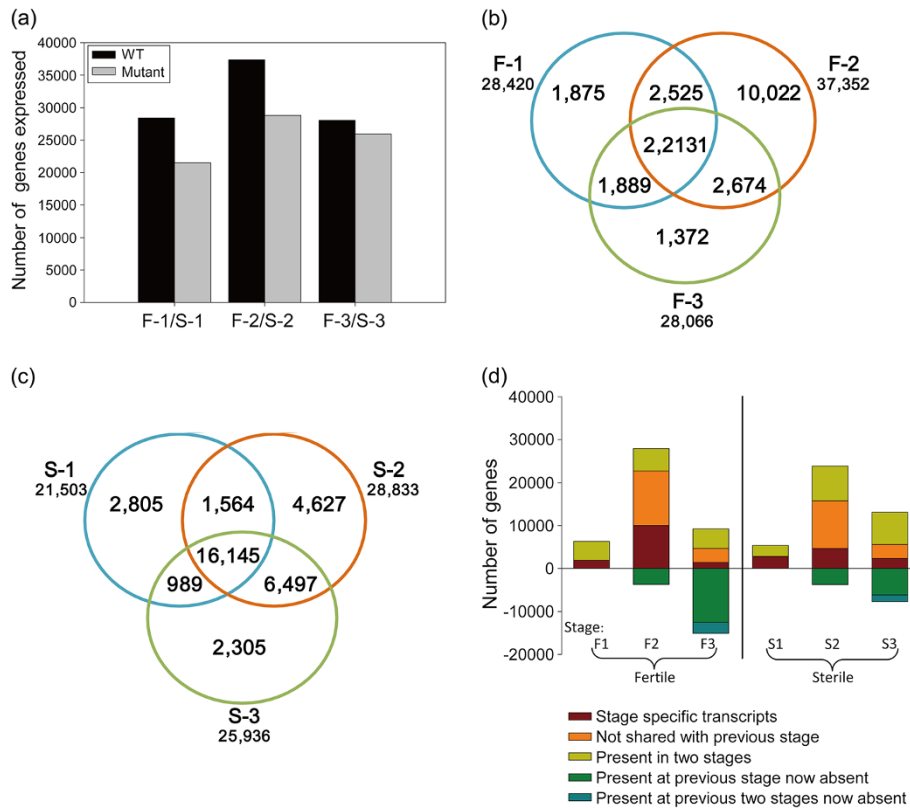 (a)
40000
35000
30000
25000
20000
15000
10000
5000
0
Number of genes expressed
WT
Mutant
F-1/S-1
F-2/S-2
F-3/S-3
(b)
F-1
28,420
F-2
37,352
1,875
2,525
10,022
2,2131
1,889
2,674
1,372
F-3
28,066
(c)
S-1
21,503
S-2
28,833
2,805
1,564
4,627
16,145
989
6,497
2,305
S-3
25,936
(d)
40000
30000
20000
10000
0
-10000
-20000
Number of genes
Stage:
F1
F2
F3
S1
S2
S3
Fertile
Sterile
Stage specific transcripts
Not shared with previous stage
Present in two stages
Present at previous stage now absent
Present at previous two stages now absent